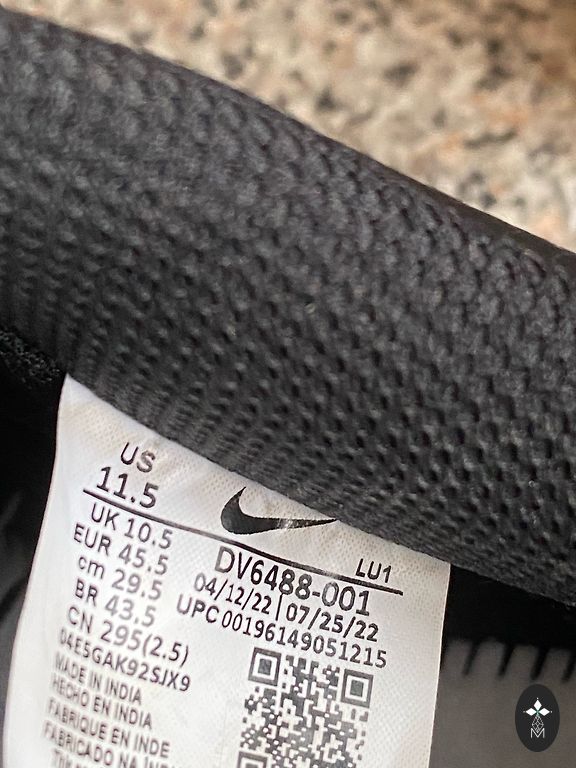 US
11.5
UK 10.5
EUR 45.5
cm 29.5
BR 43.5
CN 295(2.5)
04E5GAK92SJX9
MADE IN INDIA
HECHO EN INDIA
FABRIQUE EN INDE
FABRICADO NA INDIA
LU1
DV6488-001
04/12/22|07/25/22
UPC 00196149051215
M